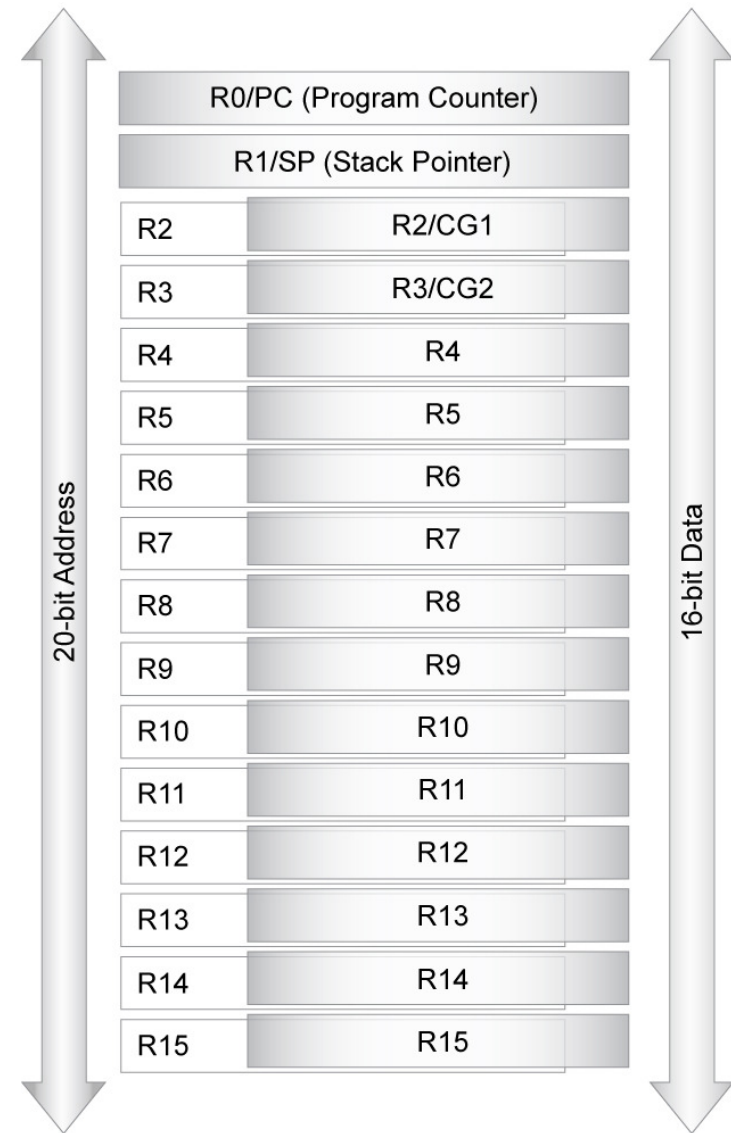 R0/PC (Program Counter)
R1/SP (Stack Pointer)
R2 R2/CG1
R3 R3/CG2
R4 R4
R5 R5
R6 R6
R7 R7
R8 R8
R9 R9
R10 R10
R11 R11
R12 R12
R13 R13
R14 R14
R15 R15
20-bit Address
16-bit Data